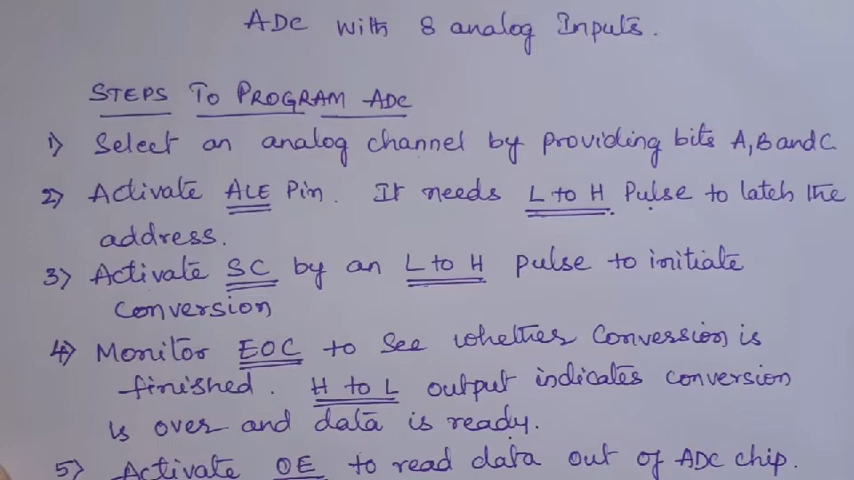 ADC with 8 analog Inputs.
STEPS TO PROGRAM ADC
1) Select an analog channel by providing bits A, B and C.
2) Activate ALE Pin. It needs L to H Pulse to latch the
address.
3) Activate SC by an L to H pulse to initiate
conversion
4) Monitor EOC to see whether Conversion is
finished. H to L output indicates conversion
is over and data is ready.
5) Activate OE to read data out of ADC chip.